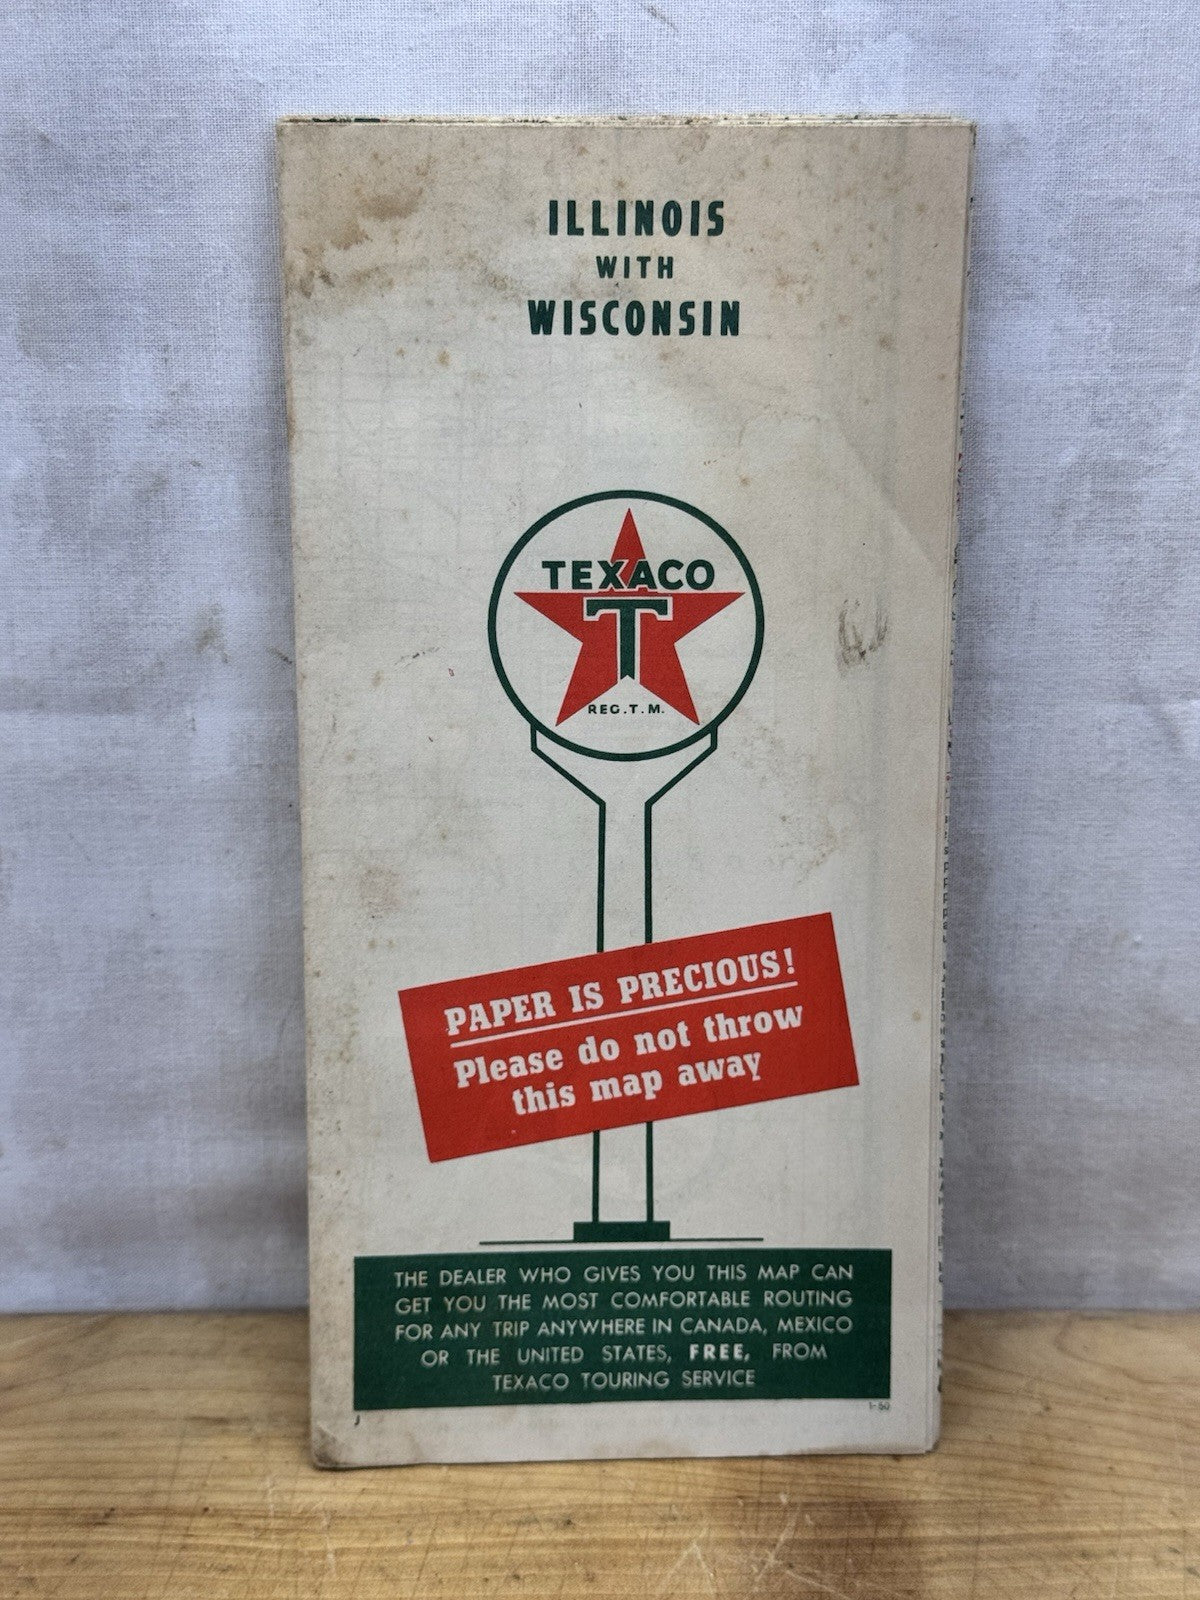 ILLINOIS
WITH
WISCONSIN
TEXACO
T
REG. T. M.
PAPER IS PRECIOUS!
Please do not throw
this map away
THE DEALER WHO GIVES YOU THIS MAP CAN
GET YOU THE MOST COMFORTABLE ROUTING
FOR ANY TRIP ANYWHERE IN CANADA, MEXICO
OR THE UNITED STATES, FREE, FROM
TEXACO TOURING SERVICE
J
1-50